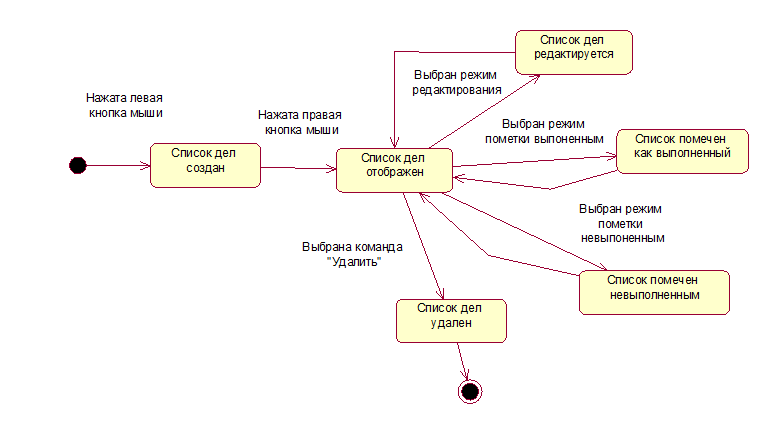 Список дел
редактируется
Выбран режим
редактирования
Нажата левая
кнопка мыши
Нажата правая
кнопка мыши
Выбран режим
пометки выпоненным
Список помечен
как выполненный
Список дел
создан
Список дел
отображен
Выбран режим
пометки
невыпоненным
Выбрана команда
"Удалить"
Список помечен
невыполненным
Список дел
удален